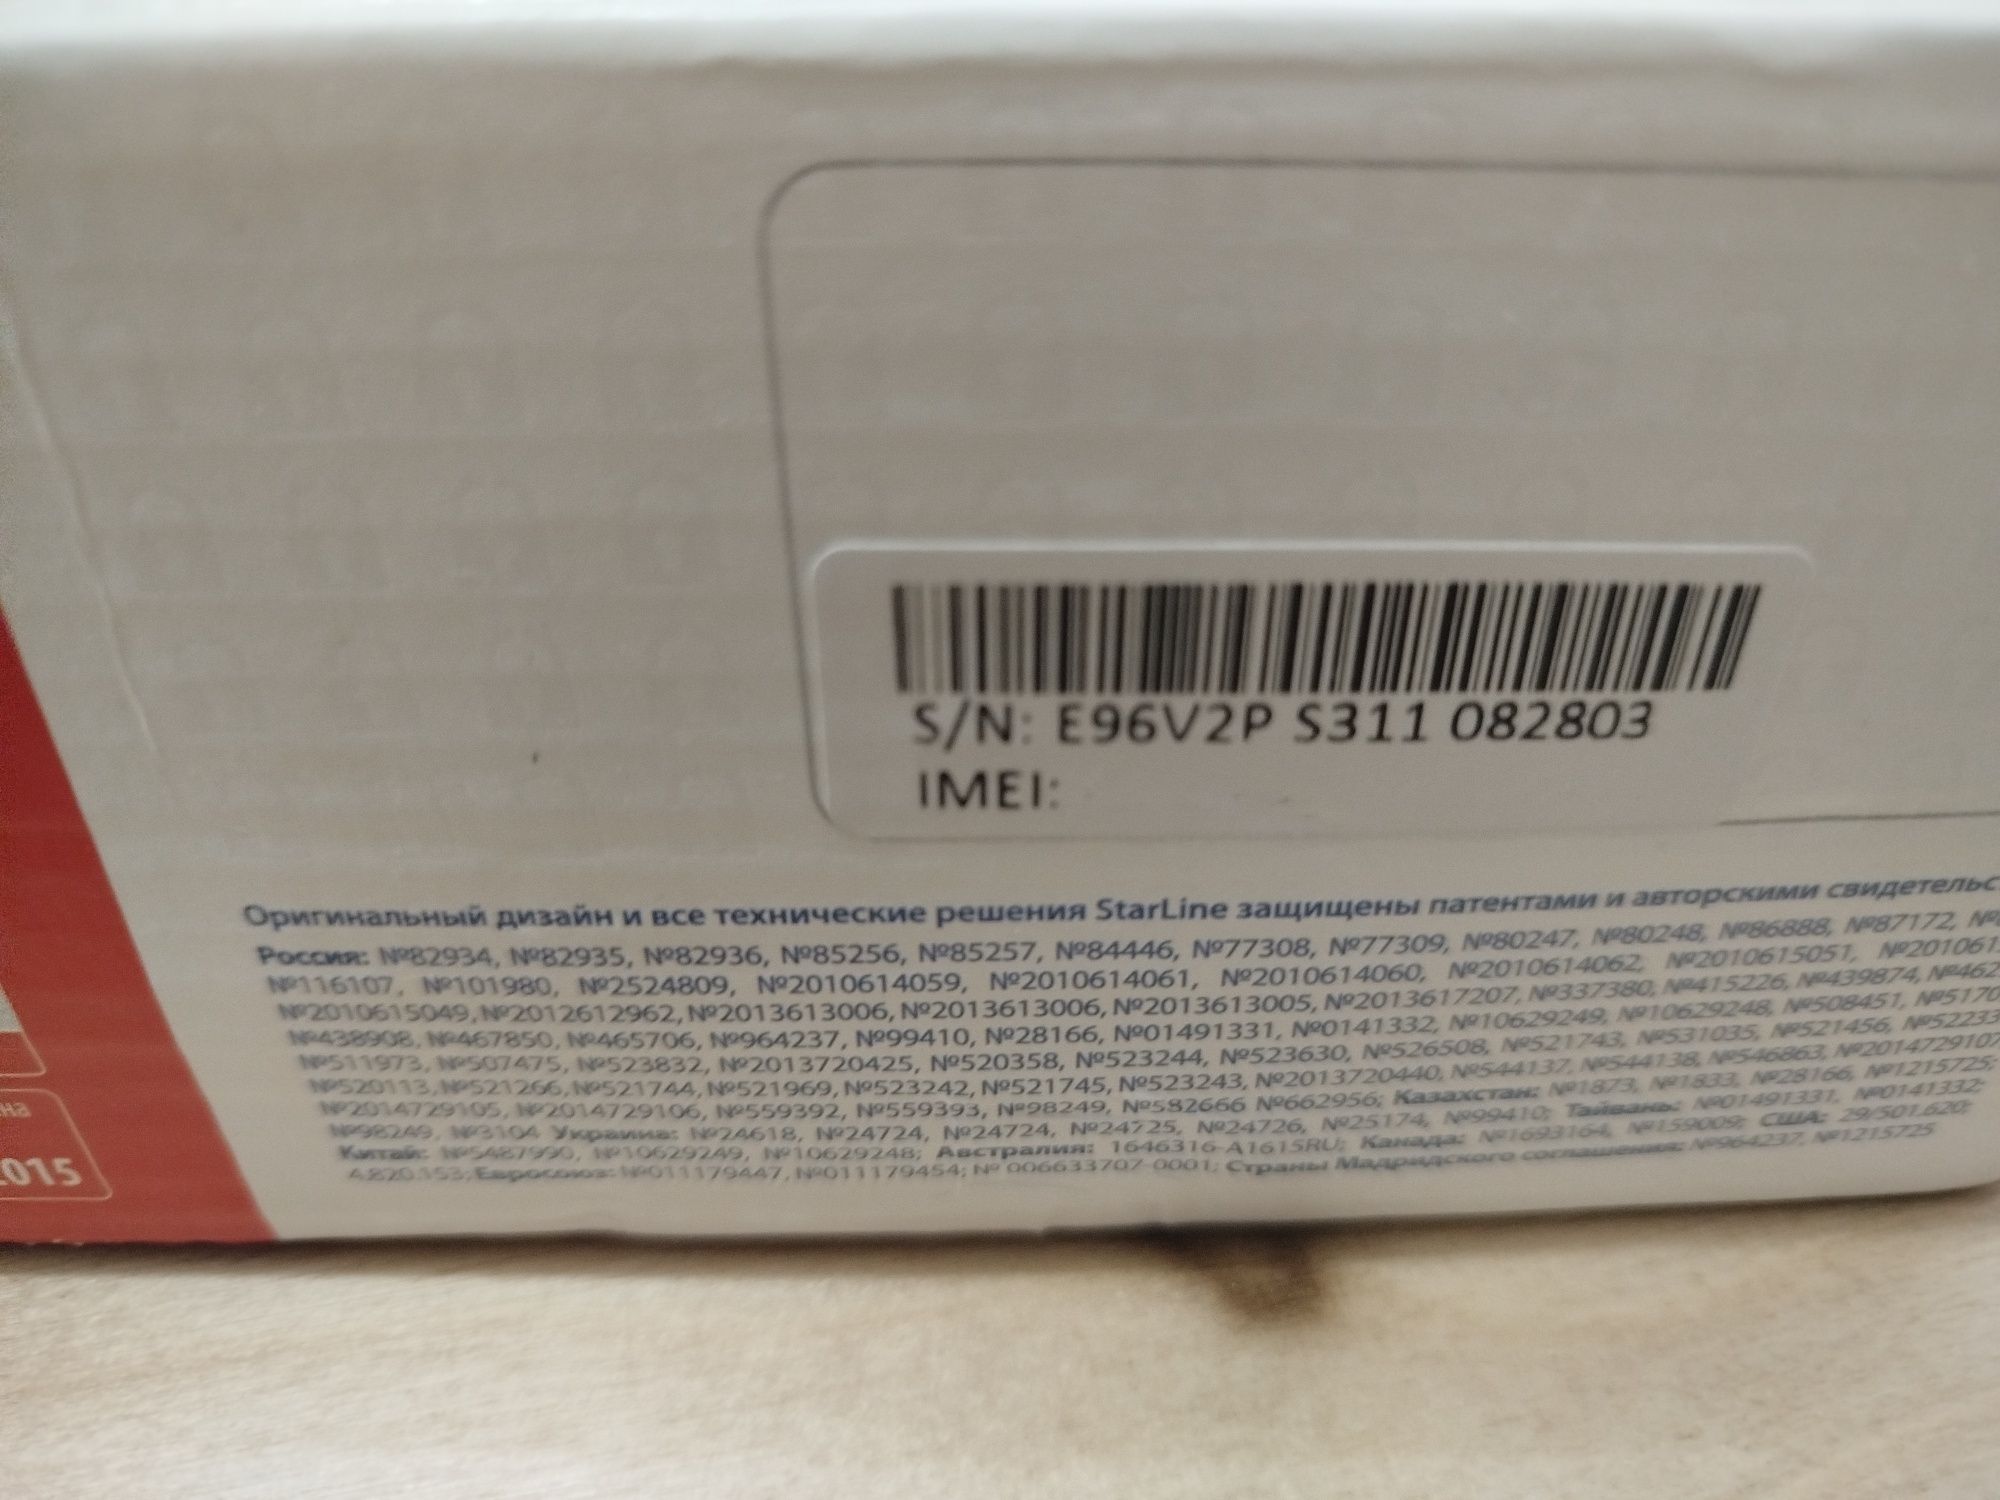 S/N: E96V2P S311 082803
IMEI:
Оригинальный дизайн и все технические решения StarLine защищены патентами и авторскими
Россия: №82934, №82935, №82936, №85256, №85257, №84446, №77308, №77309, №80247, №80248, №86888, №87172,
№116107, №101980, №2524809, №2010614059, №2010614061, №2010614060, №2010614062, №2010615051,
№2010615049, №2012612962, №2013613006, №2013613006, №2013613005, №2013617207, №337380, №415226, №439874,
№438908, №467850, №465706, №964237, №99410, №28166, №01491331, №0141332, №10629249, №10629248, №508451,
№511973, №507475, №523832, №2013720425, №520358, №523244, №523630, №526508, №521743, №531035, №521456,
№520113, №521266, №521744, №521969, №523242, №521745, №523243, №2013720440, №544137, №544138, №546863, №2014729107
№2014729105, №2014729106, №559392, №559393, №98249, №582666 №662956; Казахстан: №1873, №1833, №28166, №1215725;
№98249, №3104 Украина: №24618, №24724, №24724, №24725, №24726, №25174, №99410; Тайвань: №01491331, №0141332;
Китай: №5487990, №10629249, №10629248; Австралия: 1646316-A1615RU; Канада: №1693164, №159009; США: 29/501.620;
4.820.153; Евросоюз: №011179447, №011179454; № 006633707-0001; Страны Мадридского соглашения: №964237, №1215725
на
2015